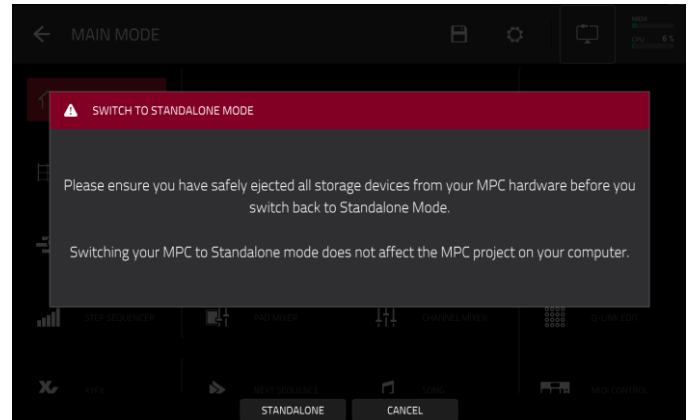 MAIN MODE
MEM
CPU 6%
SWITCH TO STANDALONE MODE
Please ensure you have safely ejected all storage devices from your MPC hardware before you
switch back to Standalone Mode.
Switching your MPC to Standalone mode does not affect the MPC project on your computer.
STEP SEQUENCER
PAD MIXER
CHANNEL MIXER
Q-LINK EDIT
XYFX
NEXT SEQUENCE
SONG
MIDI CONTROL
STANDALONE
CANCEL